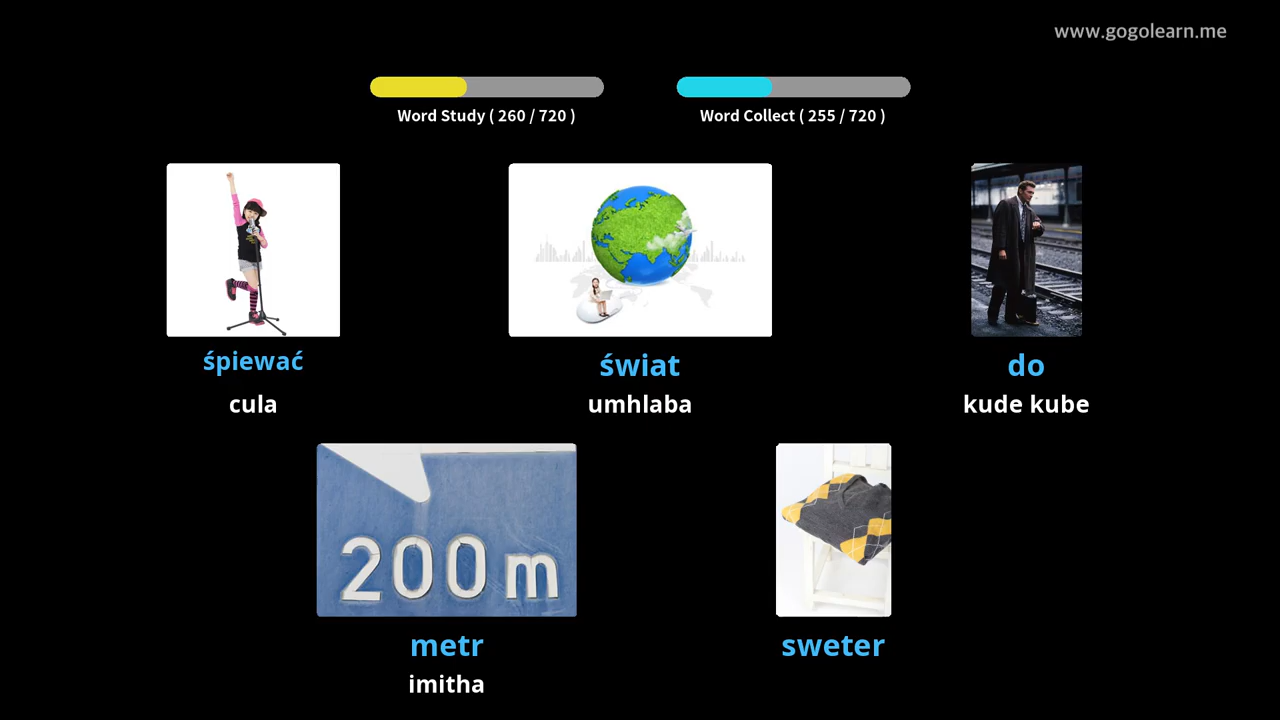 www.gogolearn.me
Word Study ( 260 / 720 )
Word Collect ( 255 / 720 )
śpiewać
cula
świat
umhlaba
do
kude kube
200m
metr
imitha
sweter